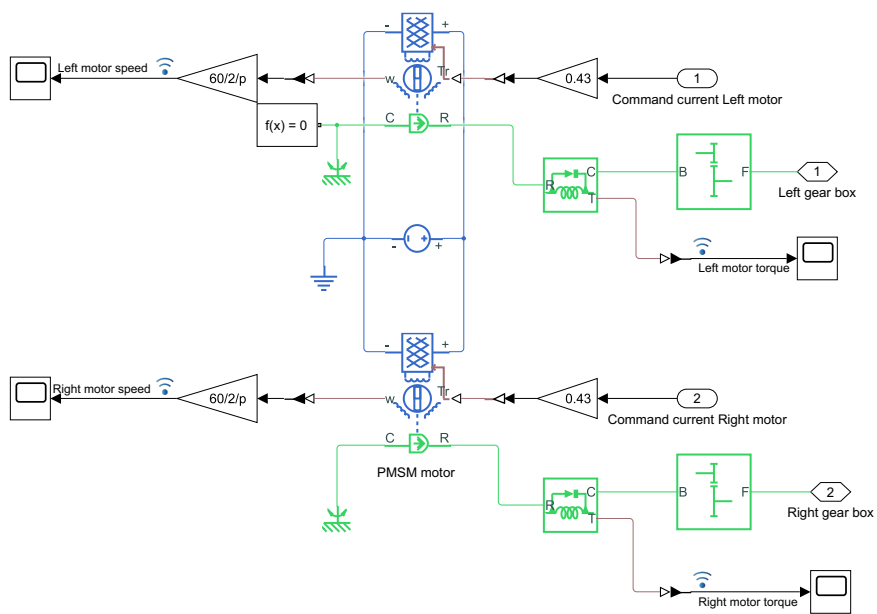 - +
Left motor speed
60/2/p
w
Tr
0.43
1
Command current Left motor
f(x) = 0
C
R
R
C
T
B
F
1
Left gear box
- +
Left motor torque
- +
Right motor speed
60/2/p
w
Tr
0.43
2
Command current Right motor
C
R
PMSM motor
R
C
T
B
F
2
Right gear box
Right motor torque